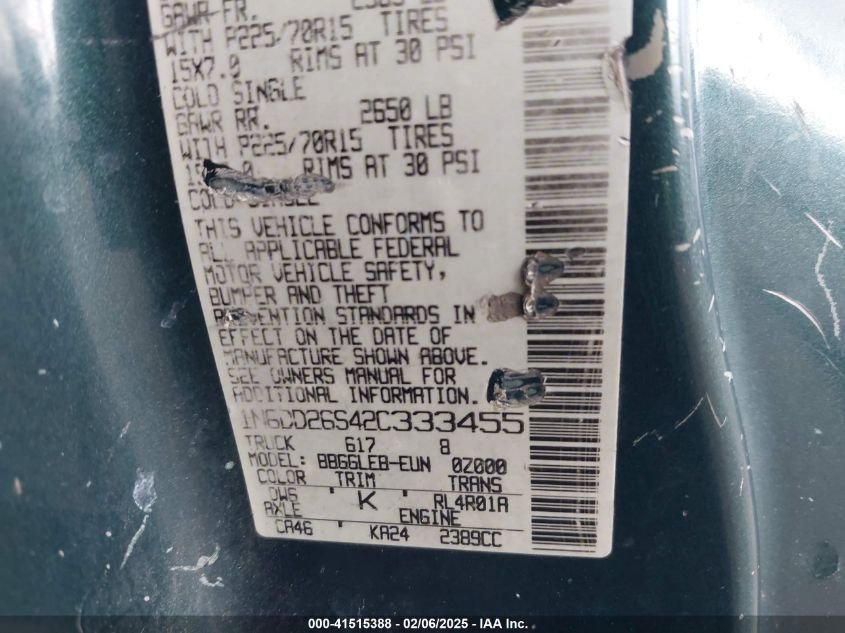 GAWR FR.
WITH P225/70R15 TIRES
15X7.0 RIMS AT 30 PSI
COLD SINGLE
GAWR RR. 2650 LB
WITH P225/70R15 TIRES
RIMS AT 30 PSI
THIS VEHICLE CONFORMS TO
ALL APPLICABLE FEDERAL
MOTOR VEHICLE SAFETY,
BUMPER AND THEFT
STANDARDS IN
EFFECT ON THE DATE OF
MANUFACTURE SHOWN ABOVE.
SEE OWNERS MANUAL FOR
ADDITIONAL INFORMATION.
1N6DD26S42C333455
TRUCK 617 8
MODEL: BBGGLEB-EUN 0Z000
COLOR TRIM TRANS
DW6 ' K ' RL4R01A
AXLE ENGINE
CA46 ' KA24 2389CC
000-41515388 - 02/06/2025 - IAA Inc.